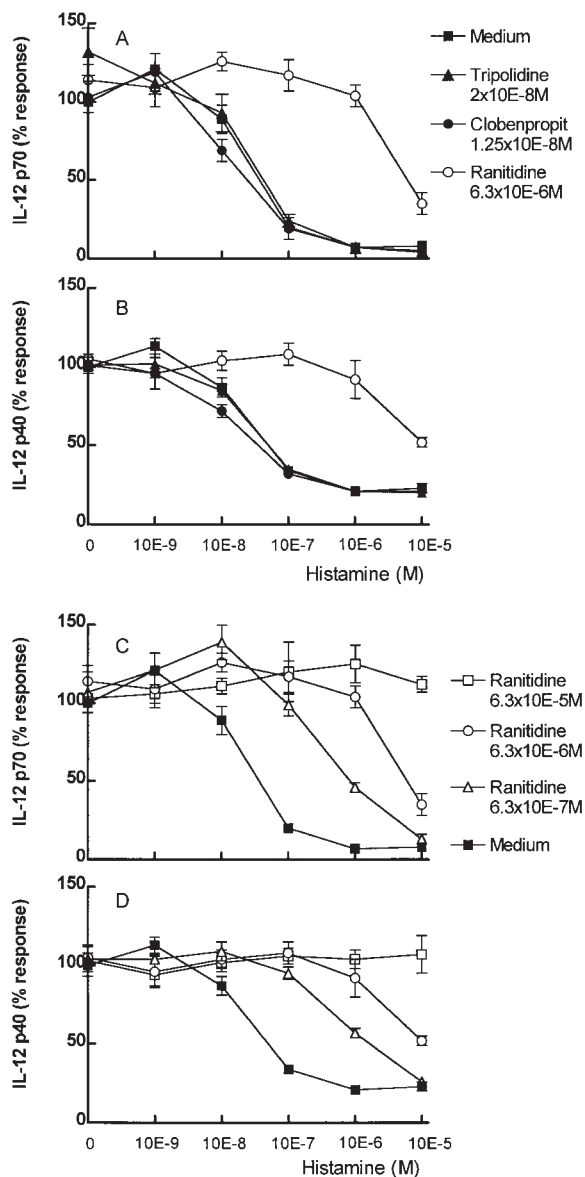 A
IL-12 p70 (% response)
150
100
50
0
Medium
Tripolidine
2x10E-8M
Clobenpropit
1.25x10E-8M
Ranitidine
6.3x10E-6M
B
IL-12 p40 (% response)
150
100
50
0
0 10E-9 10E-8 10E-7 10E-6 10E-5
Histamine (M)
C
IL-12 p70 (% response)
150
100
50
0
Ranitidine
6.3x10E-5M
Ranitidine
6.3x10E-6M
Ranitidine
6.3x10E-7M
Medium
D
IL-12 p40 (% response)
150
100
50
0
0 10E-9 10E-8 10E-7 10E-6 10E-5
Histamine (M)